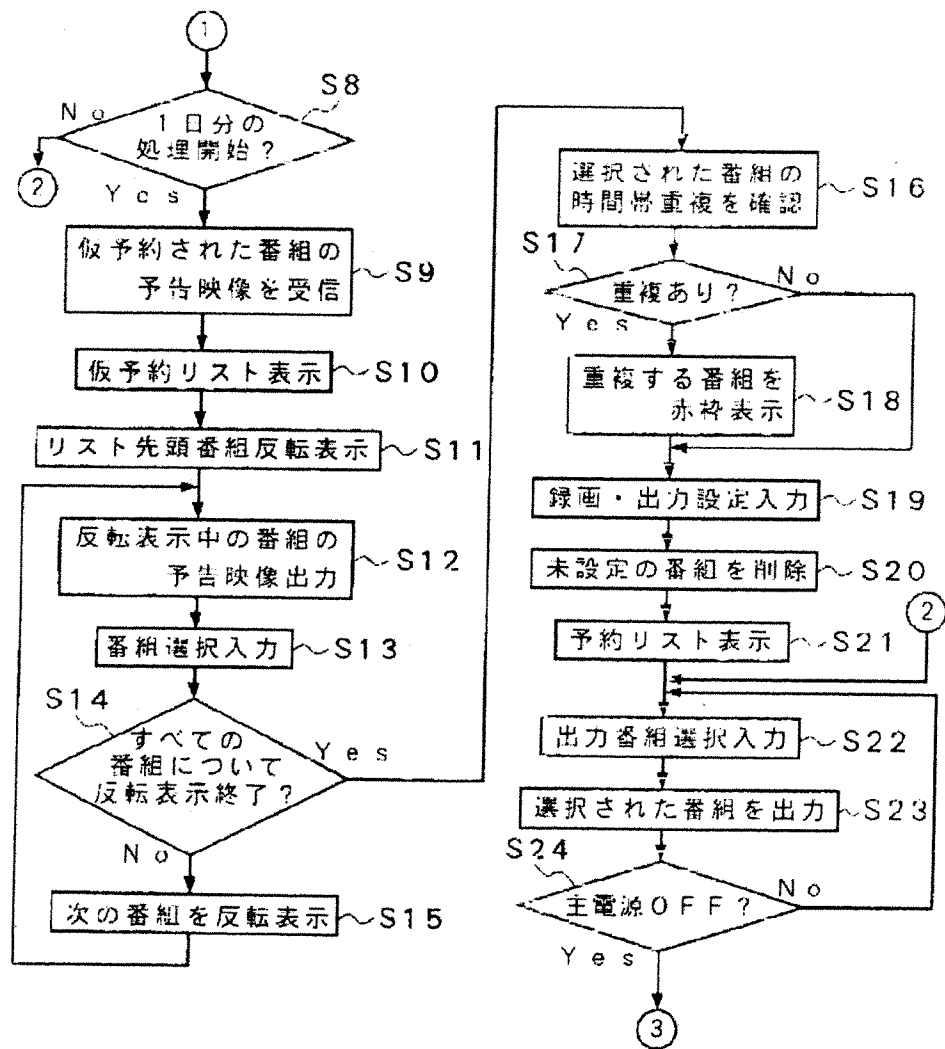 1
S8
No
1日分の
処理開始？
2
Yes
仮予約された番組の
予告映像を受信
S9
仮予約リスト表示
S10
リスト先頭番組反転表示
S11
反転表示中の番組の
予告映像出力
S12
番組選択入力
S13
S14
すべての
番組について
反転表示終了？
Yes
No
次の番組を反転表示
S15
選択された番組の
時間帯重複を確認
S16
S17
No
重複あり？
Yes
重複する番組を
赤枠表示
S18
録画・出力設定入力
S19
未設定の番組を削除
S20
2
予約リスト表示
S21
出力番組選択入力
S22
選択された番組を出力
S23
S24
主電源OFF？
No
Yes
3